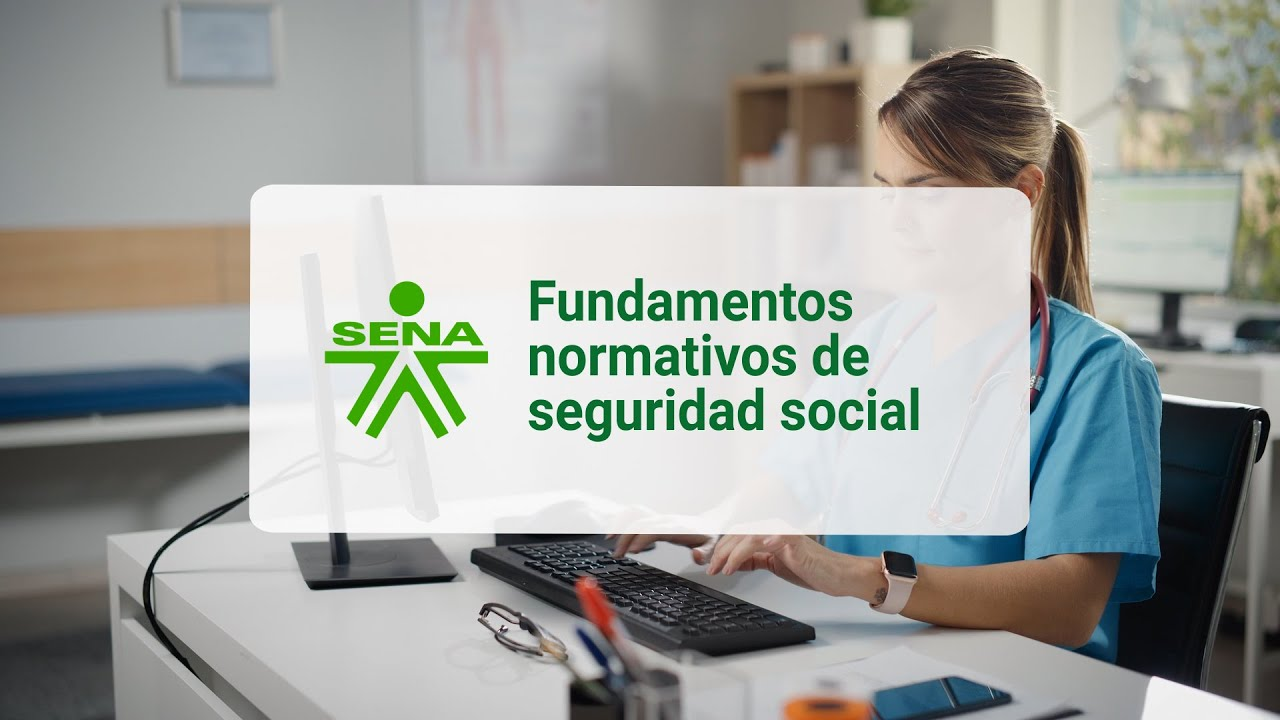 SENA
Fundamentos
normativos de
seguridad social